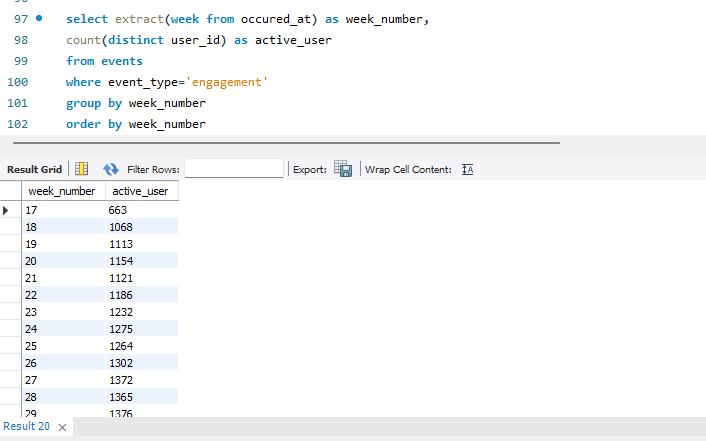 97 select extract(week from occured_at) as week_number,
98 count(distinct user_id) as active_user
99 from events
100 where event_type='engagement'
101 group by week_number
102 order by week_number
Result Grid Filter Rows: Export: Wrap Cell Content:
week_number active_user
17 663
18 1068
19 1113
20 1154
21 1121
22 1186
23 1232
24 1275
25 1264
26 1302
27 1372
28 1365
29 1376
Result 20